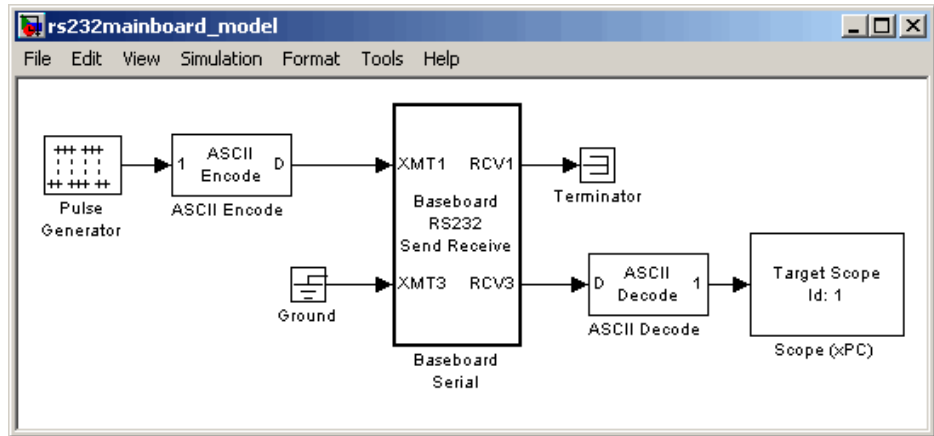 rs232mainboard_model
File Edit View Simulation Format Tools Help
Pulse
Generator
1 ASCII D
Encode
ASCII Encode
XMT1 RCV1
Baseboard
RS232
Send Receive
XMT3 RCV3
Baseboard
Serial
Terminator
Ground
D ASCII 1
Decode
ASCII Decode
Target Scope
Id: 1
Scope (xPC)